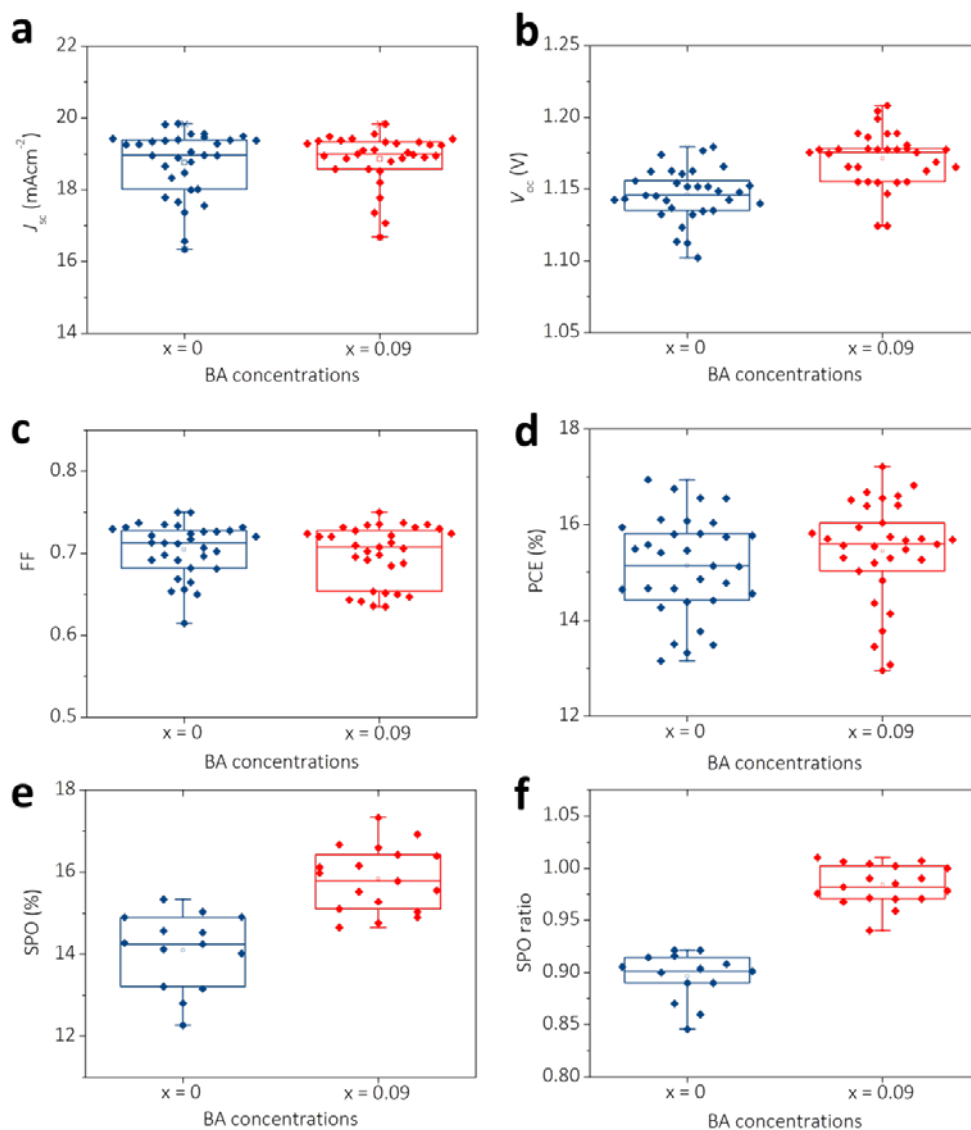 a
22
20
18
16
14
Jsc (mAcm⁻²)
x = 0
x = 0.09
BA concentrations
b
1.25
1.20
1.15
1.10
1.05
Voc (V)
x = 0
x = 0.09
BA concentrations
c
0.8
0.7
0.6
0.5
FF
x = 0
x = 0.09
BA concentrations
d
18
16
14
12
PCE (%)
x = 0
x = 0.09
BA concentrations
e
18
16
14
12
SPO (%)
x = 0
x = 0.09
BA concentrations
f
1.05
1.00
0.95
0.90
0.85
0.80
SPO ratio
x = 0
x = 0.09
BA concentrations